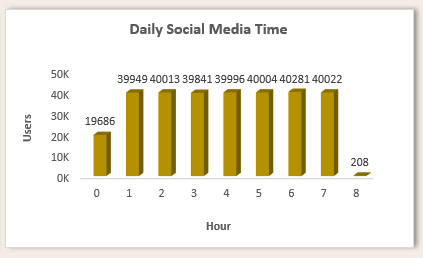 Daily Social Media Time
50K
40K
30K
20K
10K
0K
19686
39949
40013
39841
39996
40004
40281
40022
208
0 1 2 3 4 5 6 7 8
Users
Hour